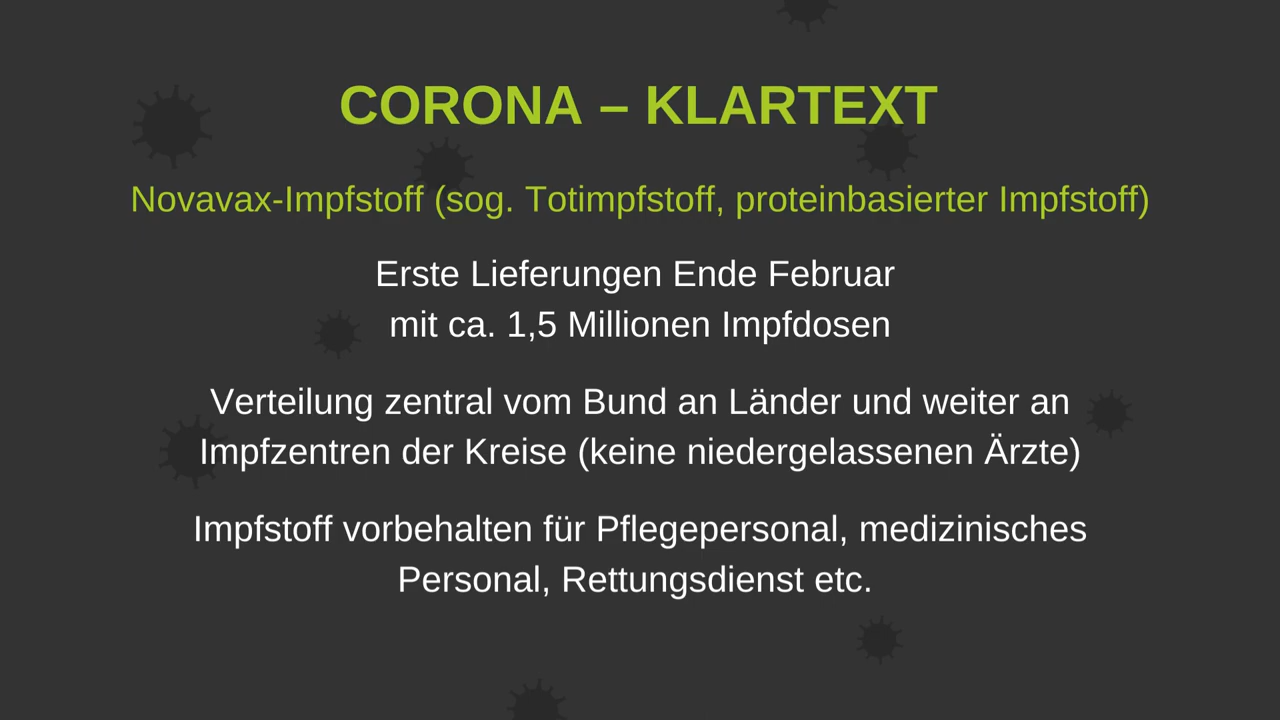 CORONA – KLARTEXT
Novavax-Impfstoff (sog. Totimpfstoff, proteinbasierter Impfstoff)
Erste Lieferungen Ende Februar
mit ca. 1,5 Millionen Impfdosen
Verteilung zentral vom Bund an Länder und weiter an
Impfzentren der Kreise (keine niedergelassenen Ärzte)
Impfstoff vorbehalten für Pflegepersonal, medizinisches
Personal, Rettungsdienst etc.